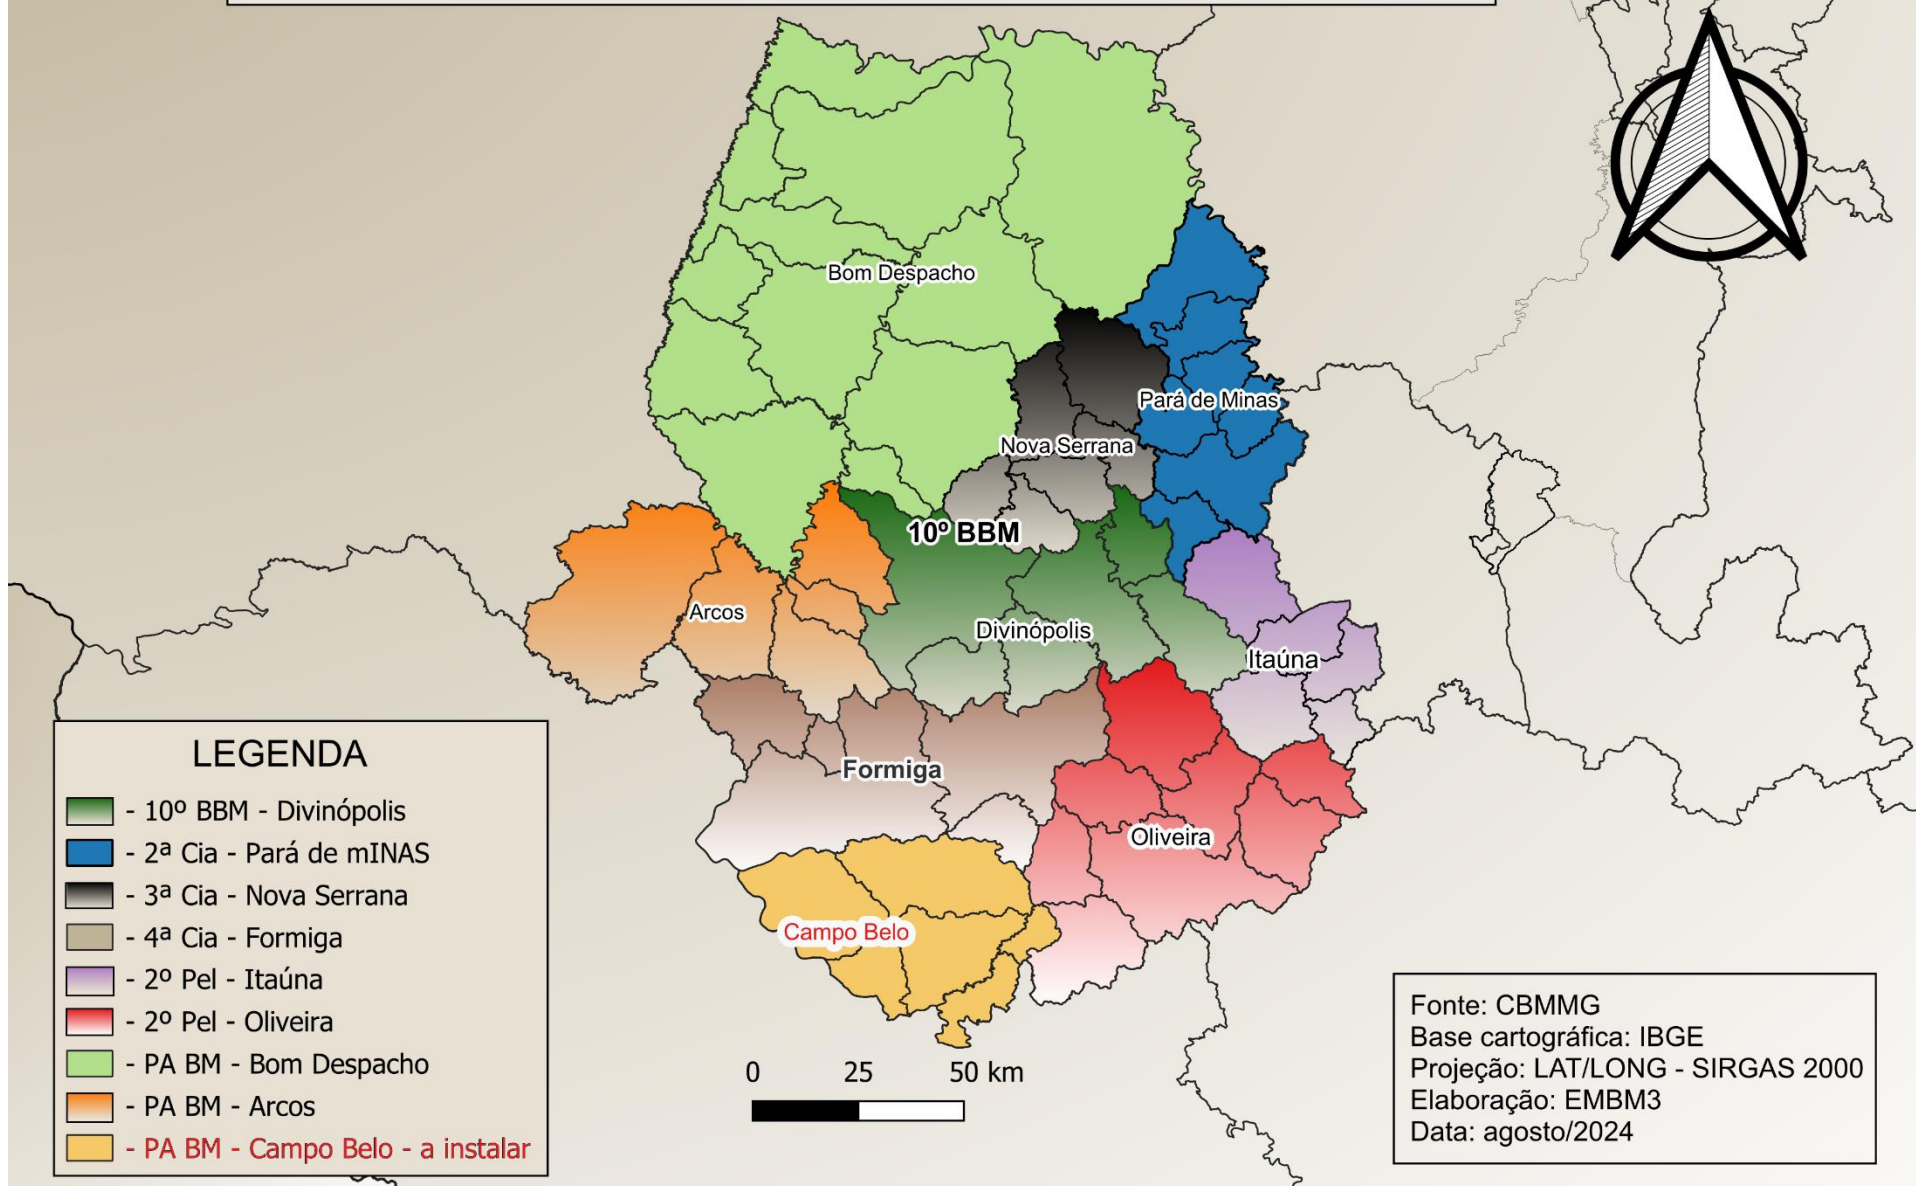 Bom Despacho
Pará de Minas
Nova Serrana
10º BBM
Arcos
Divinópolis
Itaúna
Formiga
Oliveira
Campo Belo
LEGENDA
- 10º BBM - Divinópolis
- 2ª Cia - Pará de mINAS
- 3ª Cia - Nova Serrana
- 4ª Cia - Formiga
- 2º Pel - Itaúna
- 2º Pel - Oliveira
- PA BM - Bom Despacho
- PA BM - Arcos
- PA BM - Campo Belo - a instalar
0 25 50 km
Fonte: CBMMG
Base cartográfica: IBGE
Projeção: LAT/LONG - SIRGAS 2000
Elaboração: EMBM3
Data: agosto/2024